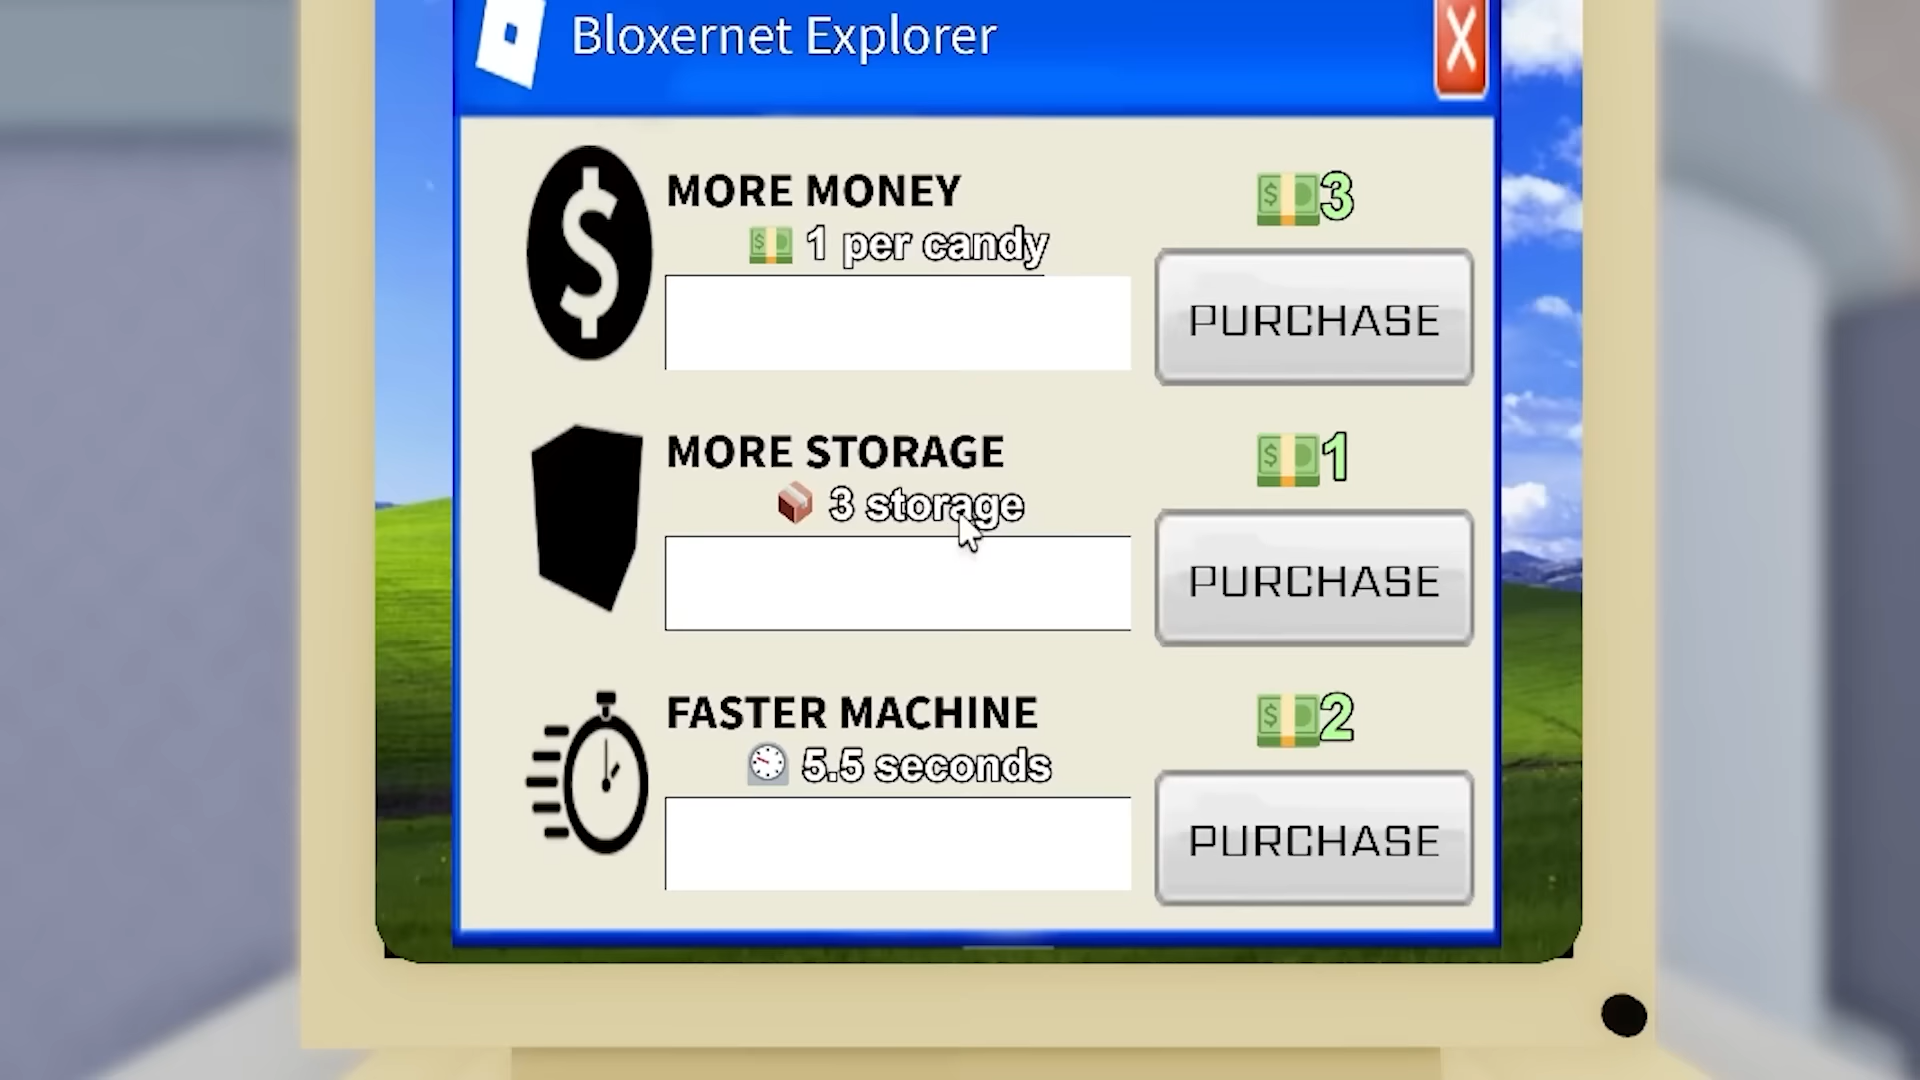 Bloxernet Explorer
X
MORE MONEY
3
1 per candy
PURCHASE
MORE STORAGE
1
3 storage
PURCHASE
FASTER MACHINE
2
5.5 seconds
PURCHASE